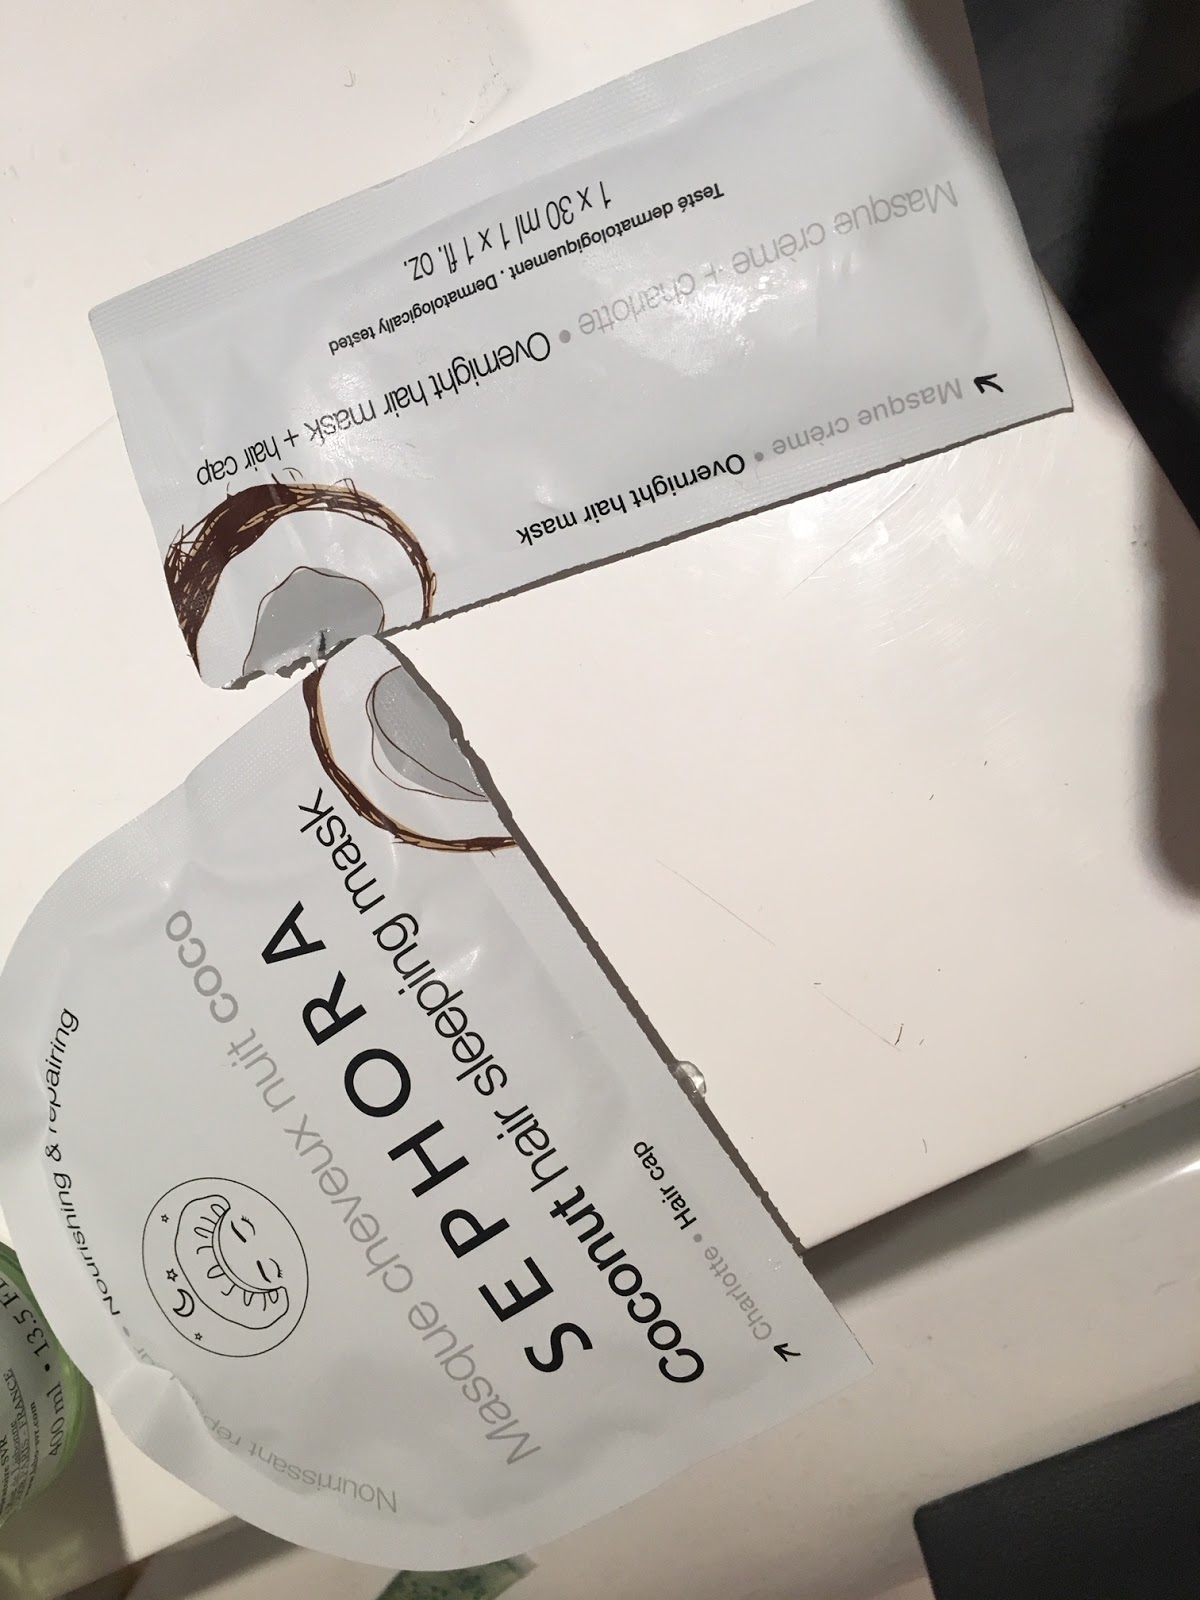 Nourrissant
Nourishing & repairing
Masque cheveux nuit coco
SEPHORA
Coconut hair sleeping mask
Charlotte • Hair cap
Masque crème • Overnight hair mask
Masque crème + charlotte • Overnight hair mask + hair cap
Testé dermatologiquement . Dermatologically tested
1 x 30 ml 1 x 1 fl. oz.
400 ml • 13.5 F
FRANCE